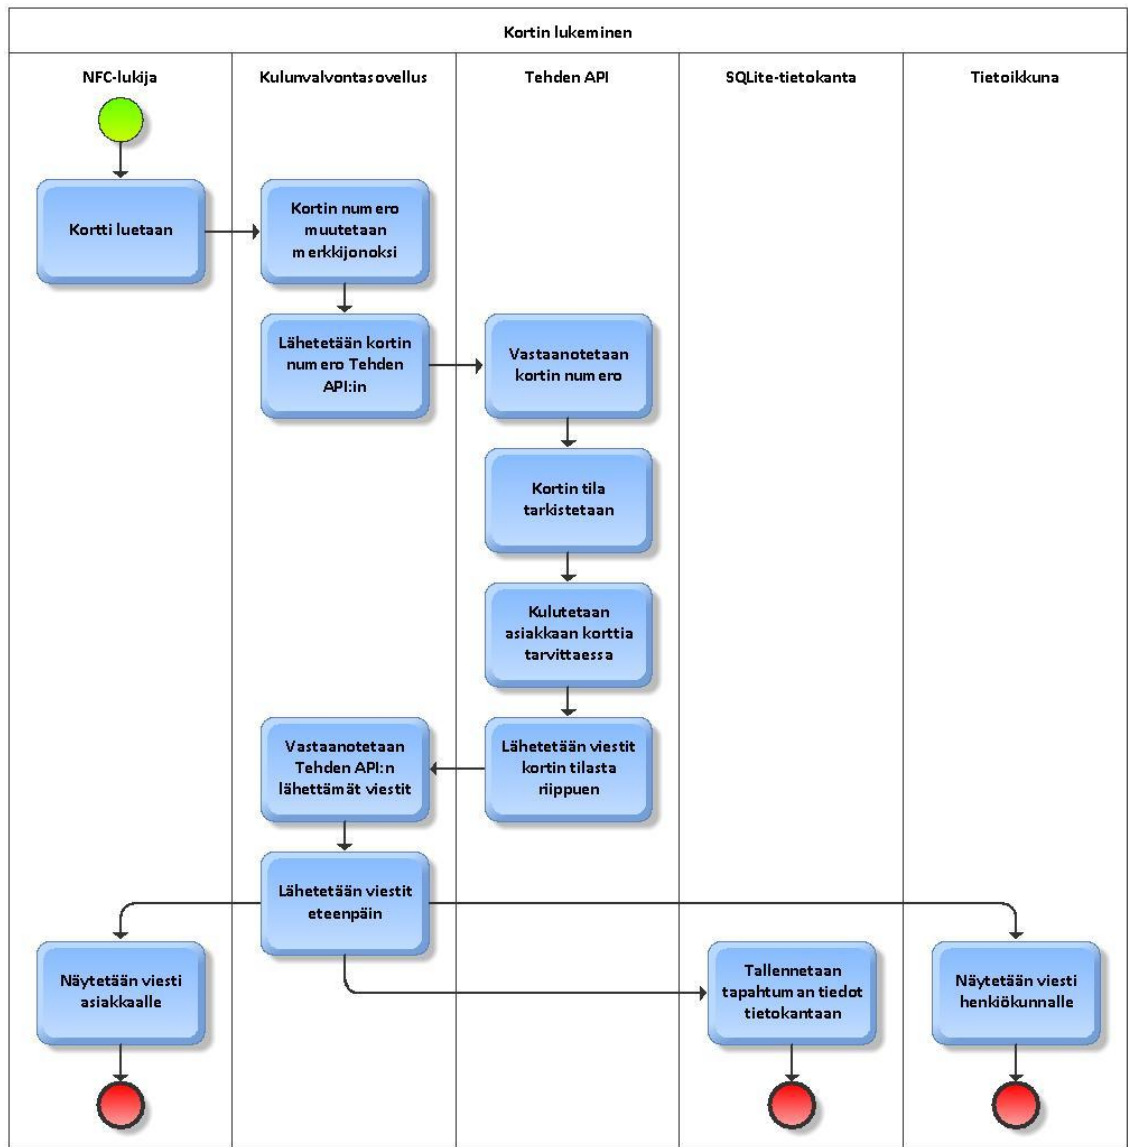 Kortin lukeminen
NFC-lukija
Kulunvalvontasovellus
Tehden API
SQLite-tietokanta
Tietoikkuna
Kortti luetaan
Kortin numero
muutetaan
merkkijonoksi
Lähetetään kortin
numero Tehden
API:in
Vastaanotetaan
kortin numero
Kortin tila
tarkistetaan
Kulutetaan
asiakkaan korttia
tarvittaessa
Lähetetään viestit
kortin tilasta
riippuen
Vastaanotetaan
Tehden API:n
lähettämät viestit
Lähetetään viestit
eteenpäin
Näytetään viesti
asiakkaalle
Tallennetaan
tapahtuman tiedot
tietokantaan
Näytetään viesti
henkiökunnalle